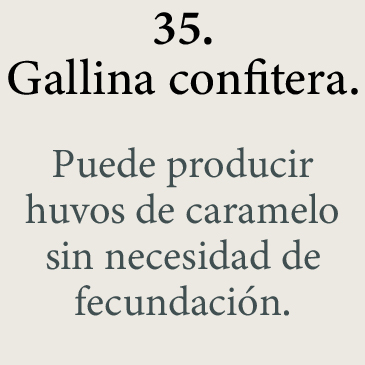 35.
Gallina confitera.
Puede producir
huvos de caramelo
sin necesidad de
fecundación.